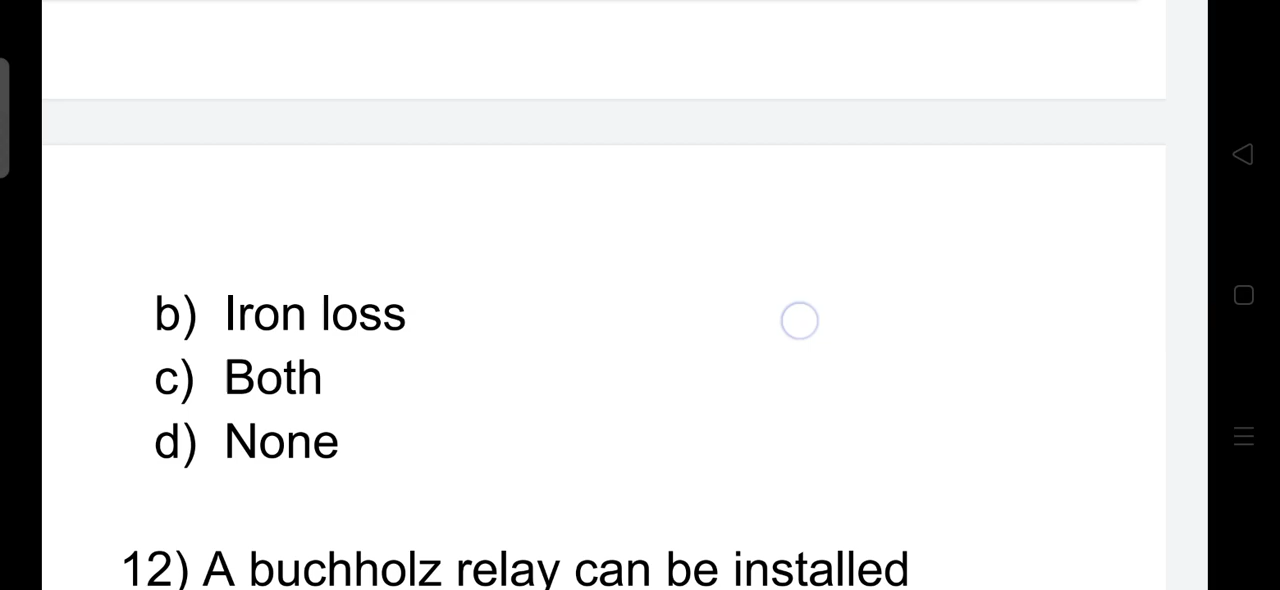 b) Iron loss
c) Both
d) None
12) A buchholz relay can be installed